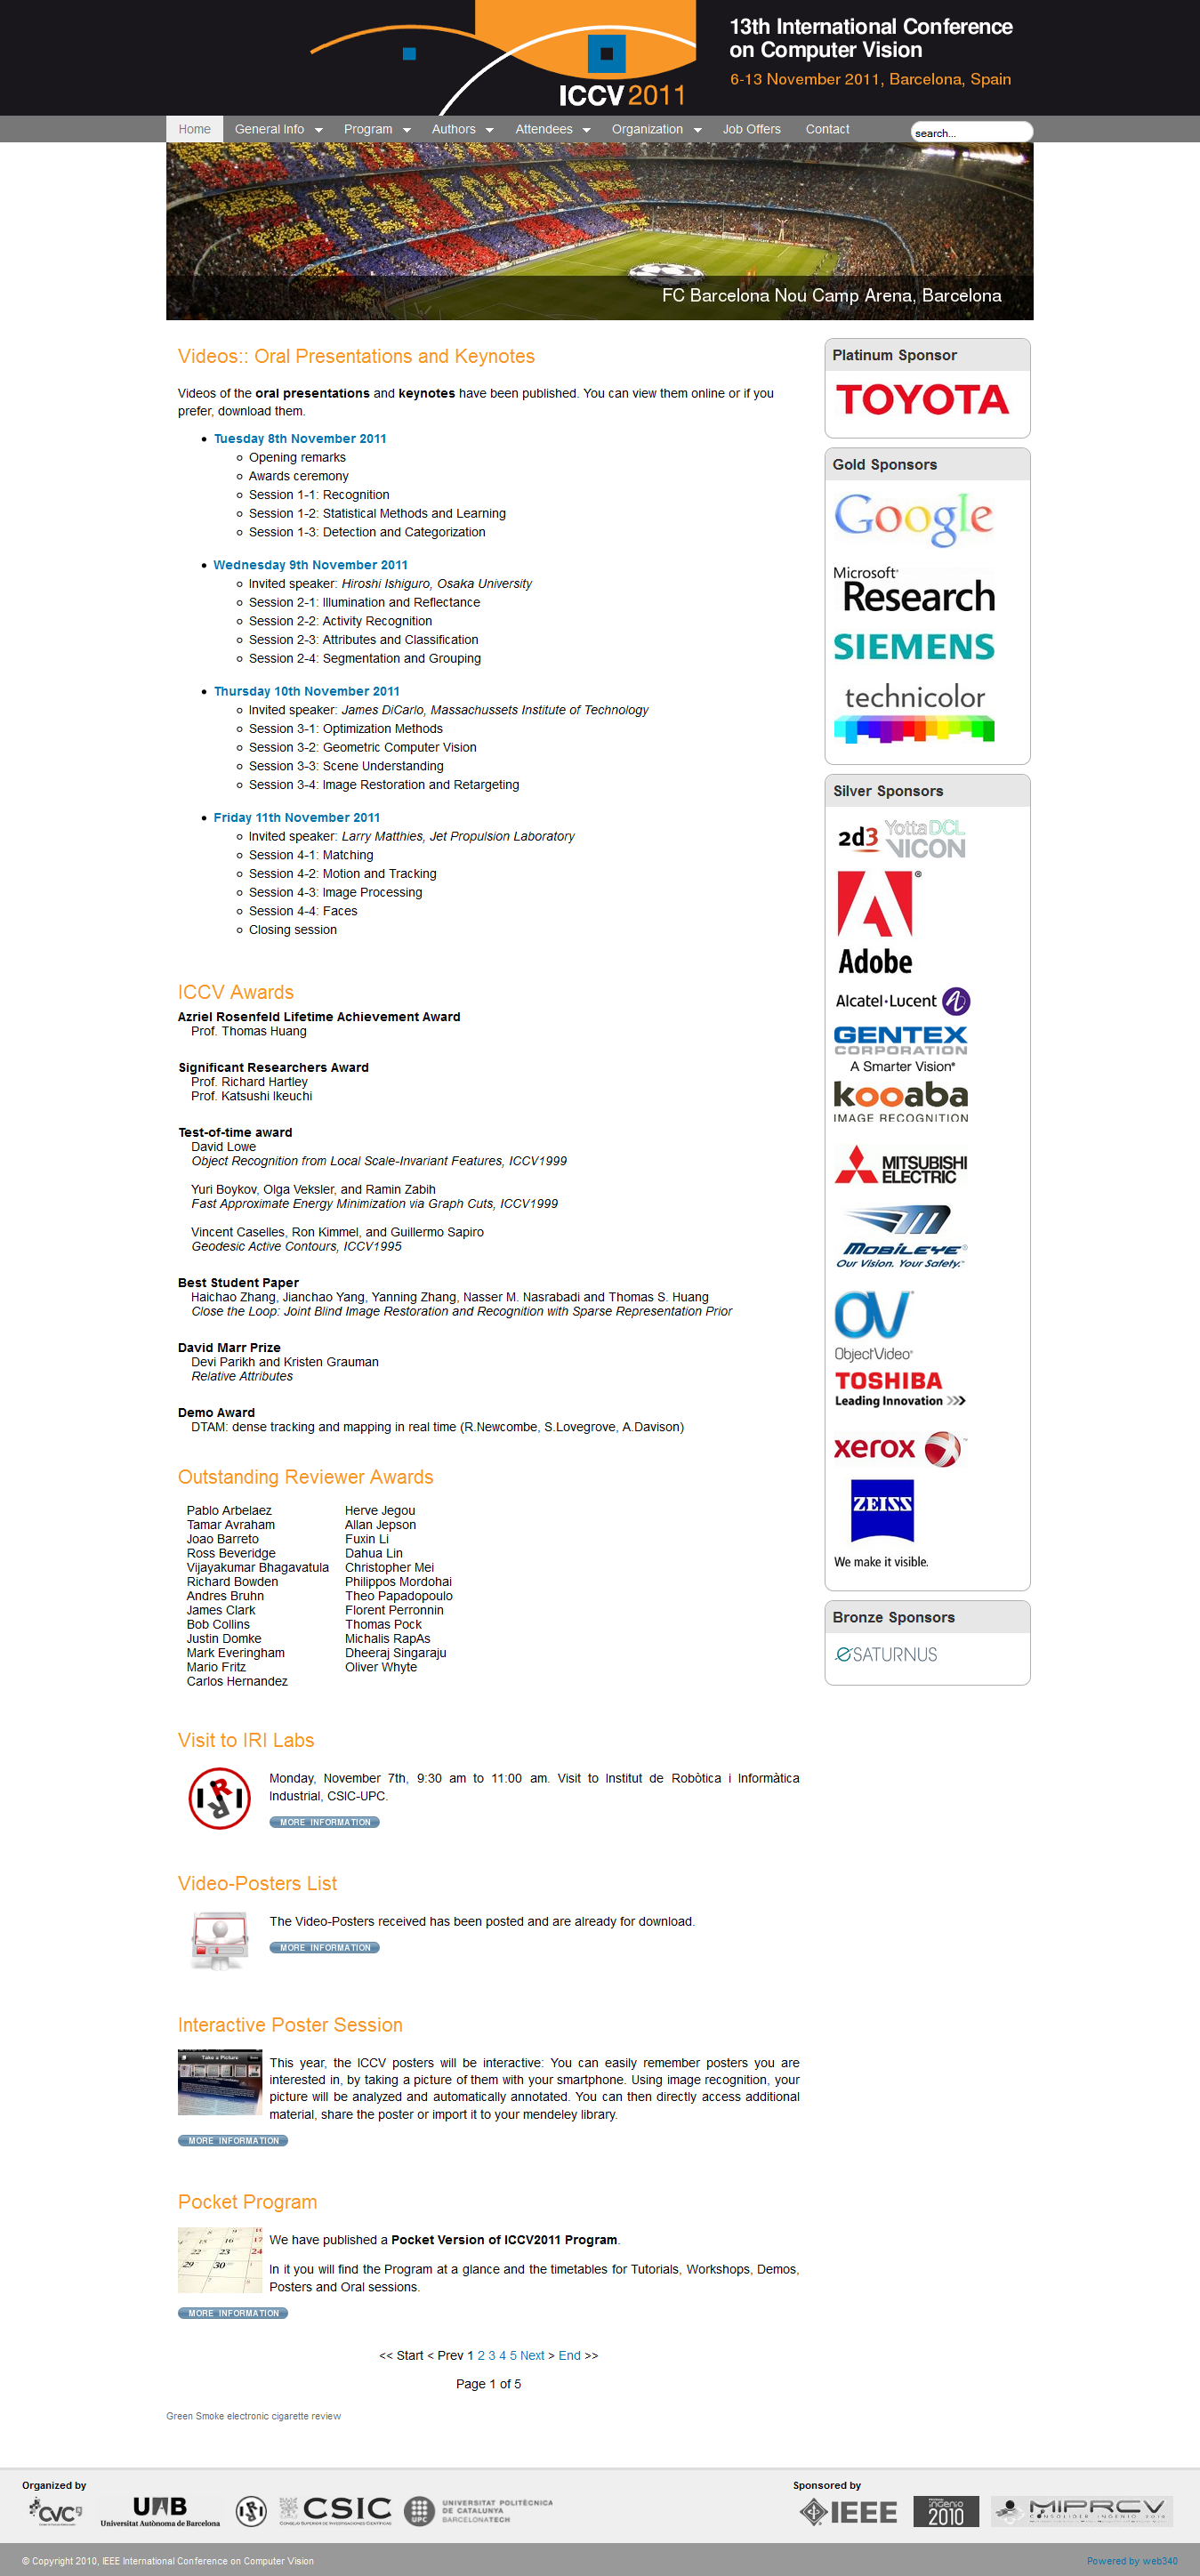 13th International Conference
on Computer Vision
6-13 November 2011, Barcelona, Spain
ICCV 2011
Home General Info Program Authors Attendees Organization Job Offers Contact search...
FC Barcelona Nou Camp Arena, Barcelona
Videos:: Oral Presentations and Keynotes
Videos of the oral presentations and keynotes have been published. You can view them online or if you
prefer, download them.
Tuesday 8th November 2011
Opening remarks
Awards ceremony
Session 1-1: Recognition
Session 1-2: Statistical Methods and Learning
Session 1-3: Detection and Categorization
Wednesday 9th November 2011
Invited speaker: Hiroshi Ishiguro, Osaka University
Session 2-1: Illumination and Reflectance
Session 2-2: Activity Recognition
Session 2-3: Attributes and Classification
Session 2-4: Segmentation and Grouping
Thursday 10th November 2011
Invited speaker: James DiCarlo, Massachussets Institute of Technology
Session 3-1: Optimization Methods
Session 3-2: Geometric Computer Vision
Session 3-3: Scene Understanding
Session 3-4: Image Restoration and Retargeting
Friday 11th November 2011
Invited speaker: Larry Matthies, Jet Propulsion Laboratory
Session 4-1: Matching
Session 4-2: Motion and Tracking
Session 4-3: Image Processing
Session 4-4: Faces
Closing session
ICCV Awards
Azriel Rosenfeld Lifetime Achievement Award
Prof. Thomas Huang
Significant Researchers Award
Prof. Richard Hartley
Prof. Katsushi Ikeuchi
Test-of-time award
David Lowe
Object Recognition from Local Scale-Invariant Features, ICCV1999
Yuri Boykov, Olga Veksler, and Ramin Zabih
Fast Approximate Energy Minimization via Graph Cuts, ICCV1999
Vincent Caselles, Ron Kimmel, and Guillermo Sapiro
Geodesic Active Contours, ICCV1995
Best Student Paper
Haichao Zhang, Jianchao Yang, Yanning Zhang, Nasser M. Nasrabadi and Thomas S. Huang
Close the Loop: Joint Blind Image Restoration and Recognition with Sparse Representation Prior
David Marr Prize
Devi Parikh and Kristen Grauman
Relative Attributes
Demo Award
DTAM: dense tracking and mapping in real time (R.Newcombe, S.Lovegrove, A.Davison)
Outstanding Reviewer Awards
Pablo Arbelaez
Tamar Avraham
Joao Barreto
Ross Beveridge
Vijayakumar Bhagavatula
Richard Bowden
Andres Bruhn
James Clark
Bob Collins
Justin Domke
Mark Everingham
Mario Fritz
Carlos Hernandez
Herve Jegou
Allan Jepson
Fuxin Li
Dahua Lin
Christopher Mei
Philippos Mordohai
Theo Papadopoulo
Florent Perronnin
Thomas Pock
Michalis RapAs
Dheeraj Singaraju
Oliver Whyte
Visit to IRI Labs
IRI
Monday, November 7th, 9:30 am to 11:00 am. Visit to Institut de Robòtica i Informàtica
Industrial, CSIC-UPC.
MORE INFORMATION
Video-Posters List
The Video-Posters received has been posted and are already for download.
MORE INFORMATION
Interactive Poster Session
Take a Picture
This year, the ICCV posters will be interactive: You can easily remember posters you are
interested in, by taking a picture of them with your smartphone. Using image recognition, your
picture will be analyzed and automatically annotated. You can then directly access additional
material, share the poster or import it to your mendeley library.
MORE INFORMATION
Pocket Program
We have published a Pocket Version of ICCV2011 Program.
In it you will find the Program at a glance and the timetables for Tutorials, Workshops, Demos,
Posters and Oral sessions.
MORE INFORMATION
<< Start < Prev 1 2 3 4 5 Next > End >>
Page 1 of 5
Green Smoke electronic cigarette review
Platinum Sponsor
TOYOTA
Gold Sponsors
Google
Microsoft
Research
SIEMENS
technicolor
Silver Sponsors
2d3 YottaDCL
VICON
Adobe
Alcatel·Lucent
GENTEX
CORPORATION
A Smarter Vision
kooaba
IMAGE RECOGNITION
MITSUBISHI
ELECTRIC
MOBILEYE
Our Vision. Your Safety.
OV
ObjectVideo
TOSHIBA
Leading Innovation >>>
xerox
ZEISS
We make it visible.
Bronze Sponsors
SATURNUS
Organized by
CVC
UAB
Universitat Autònoma de Barcelona
IRI
CSIC
CONSEJO SUPERIOR DE INVESTIGACIONES CIENTIFICAS
UPC
UNIVERSITAT POLITÈCNICA
DE CATALUNYA
BARCELONATECH
Sponsored by
IEEE
ingenio
2010
MIPRCV
CONSOLIDER INGENIO 2010
© Copyright 2010, IEEE International Conference on Computer Vision
Powered by web340